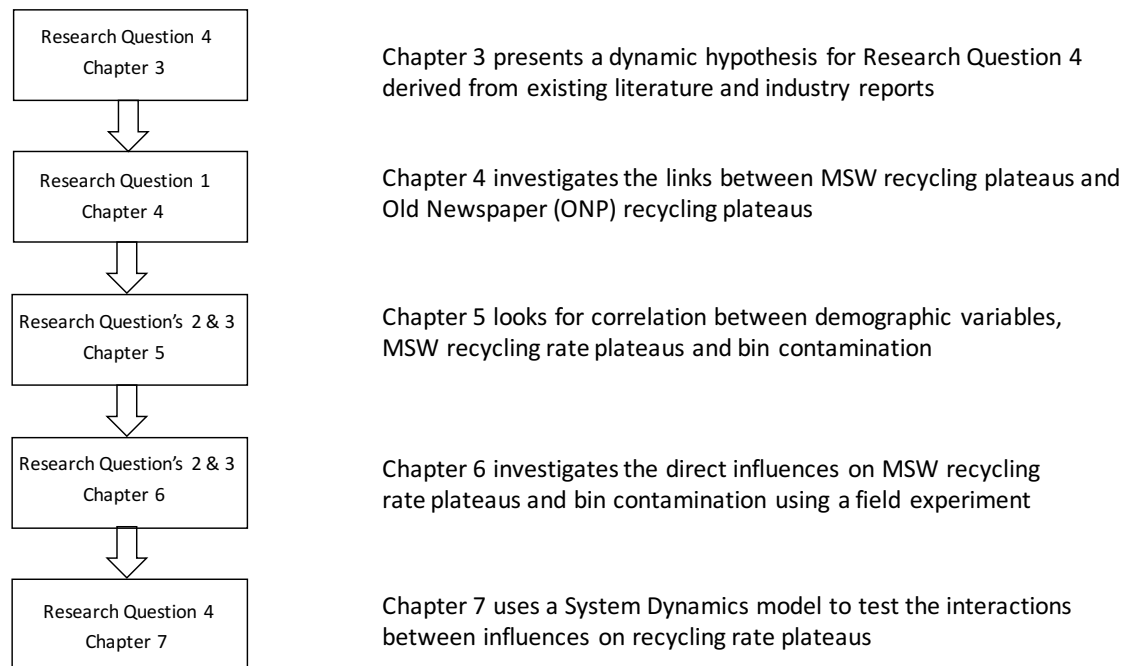 Research Question 4
Chapter 3
Chapter 3 presents a dynamic hypothesis for Research Question 4
derived from existing literature and industry reports
Research Question 1
Chapter 4
Chapter 4 investigates the links between MSW recycling plateaus and
Old Newspaper (ONP) recycling plateaus
Research Question's 2 & 3
Chapter 5
Chapter 5 looks for correlation between demographic variables,
MSW recycling rate plateaus and bin contamination
Research Question's 2 & 3
Chapter 6
Chapter 6 investigates the direct influences on MSW recycling
rate plateaus and bin contamination using a field experiment
Research Question 4
Chapter 7
Chapter 7 uses a System Dynamics model to test the interactions
between influences on recycling rate plateaus